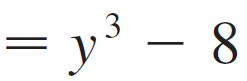 = y³ − 8